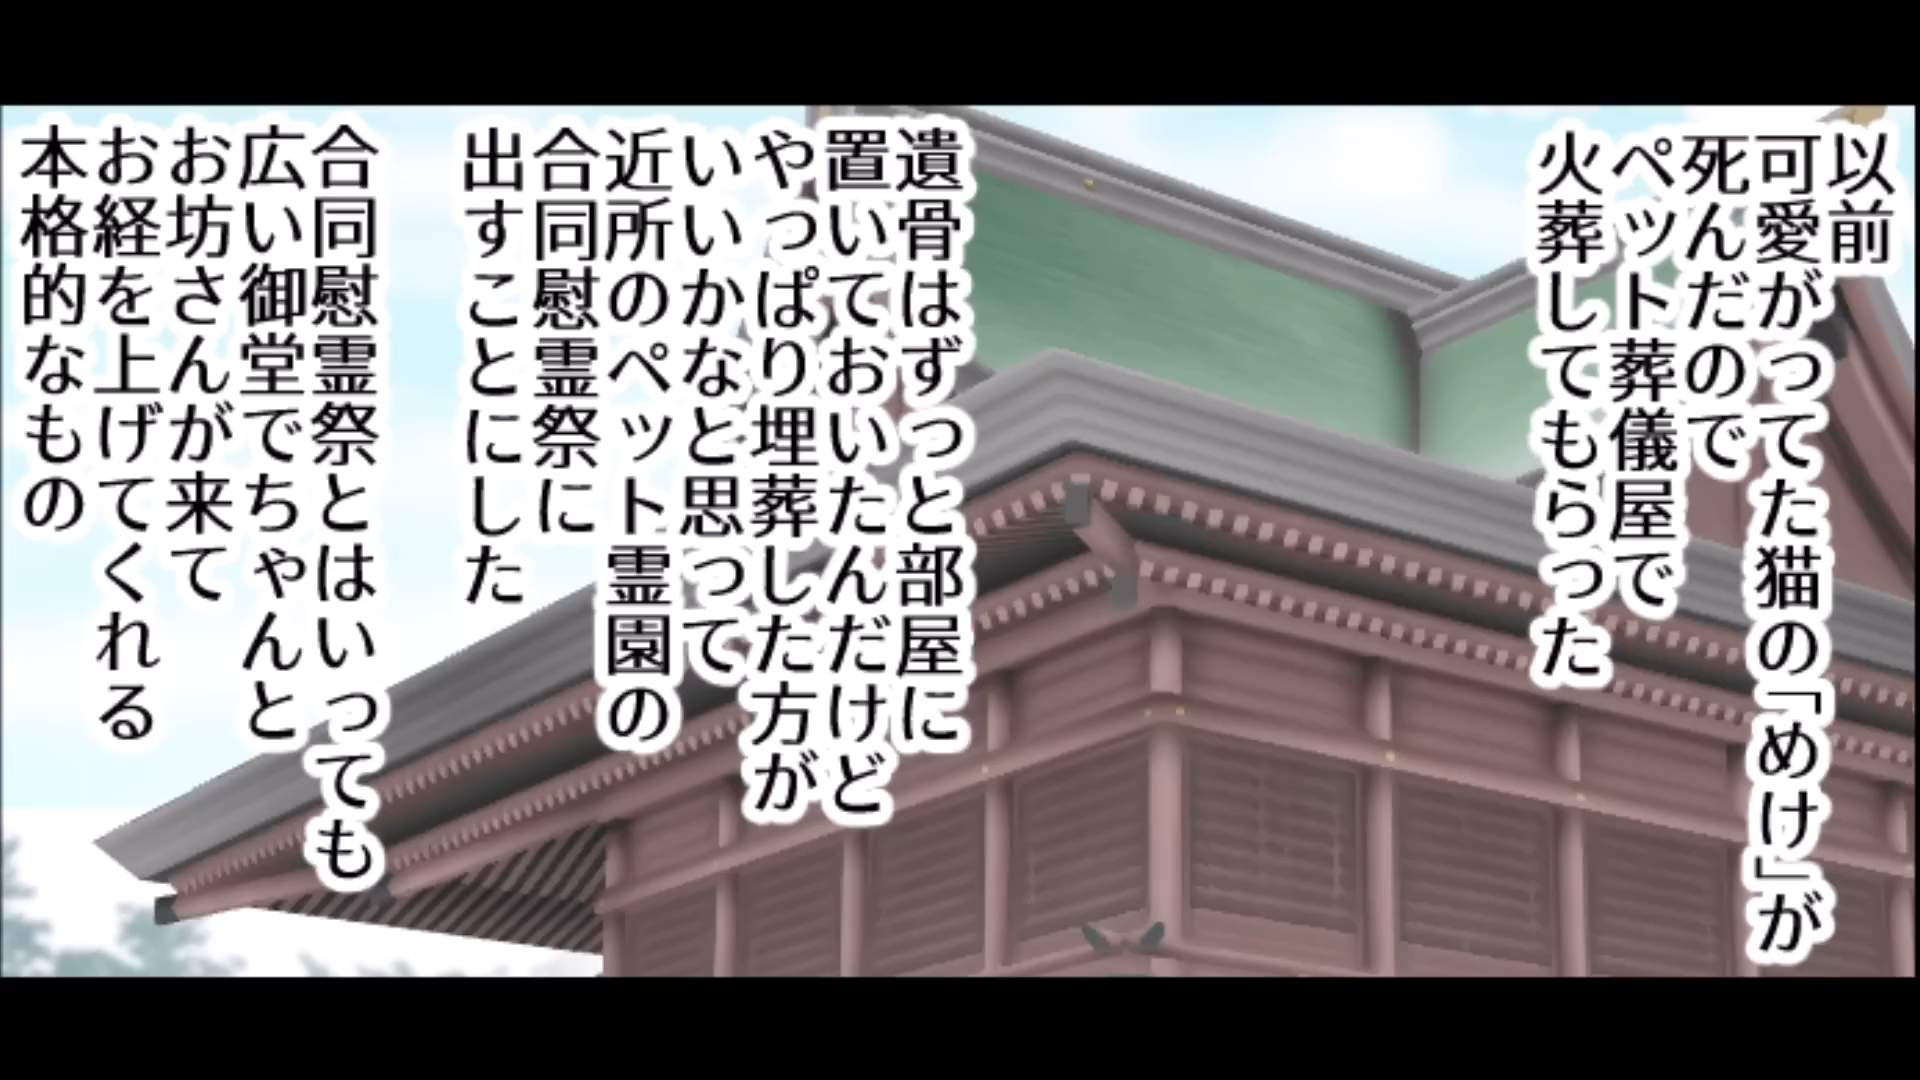 以前
可愛がってた猫の「めけ」が
死んだので
ペット葬儀屋で
火葬してもらった
遺骨はずっと部屋に
置いておいたんだけど
やっぱり埋葬した方が
いいかなと思って
近所のペット霊園の
合同慰霊祭に
出すことにした
合同慰霊祭とはいっても
広い御堂でちゃんと
お坊さんが来て
お経を上げてくれる
本格的なもの